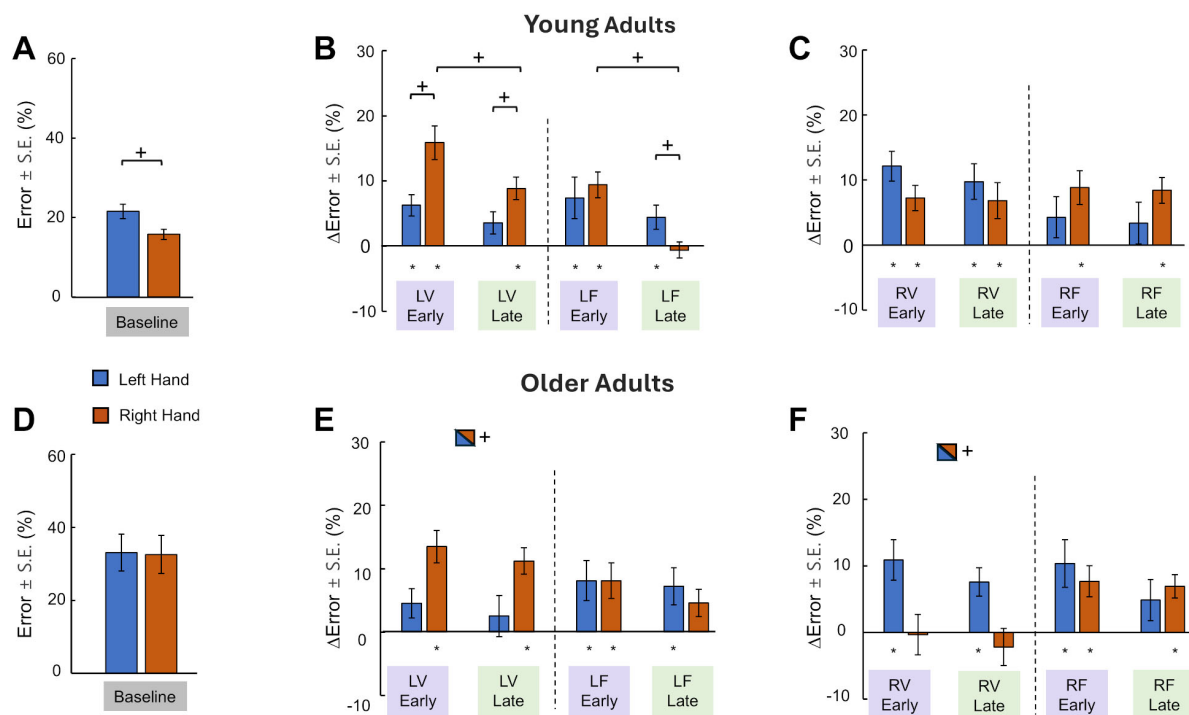 Young Adults
A
Error ± S.E. (%)
60
40
20
0
+
Baseline
B
ΔError ± S.E. (%)
30
20
10
0
-10
+
+
+
+
+
* * * * * *
LV Early
LV Late
LF Early
LF Late
C
ΔError ± S.E. (%)
30
20
10
0
-10
* * * * * *
RV Early
RV Late
RF Early
RF Late
Left Hand
Right Hand
Older Adults
D
Error ± S.E. (%)
60
40
20
0
Baseline
E
+
ΔError ± S.E. (%)
30
20
10
0
-10
* * * * *
LV Early
LV Late
LF Early
LF Late
F
+
ΔError ± S.E. (%)
30
20
10
0
-10
* * * * *
RV Early
RV Late
RF Early
RF Late